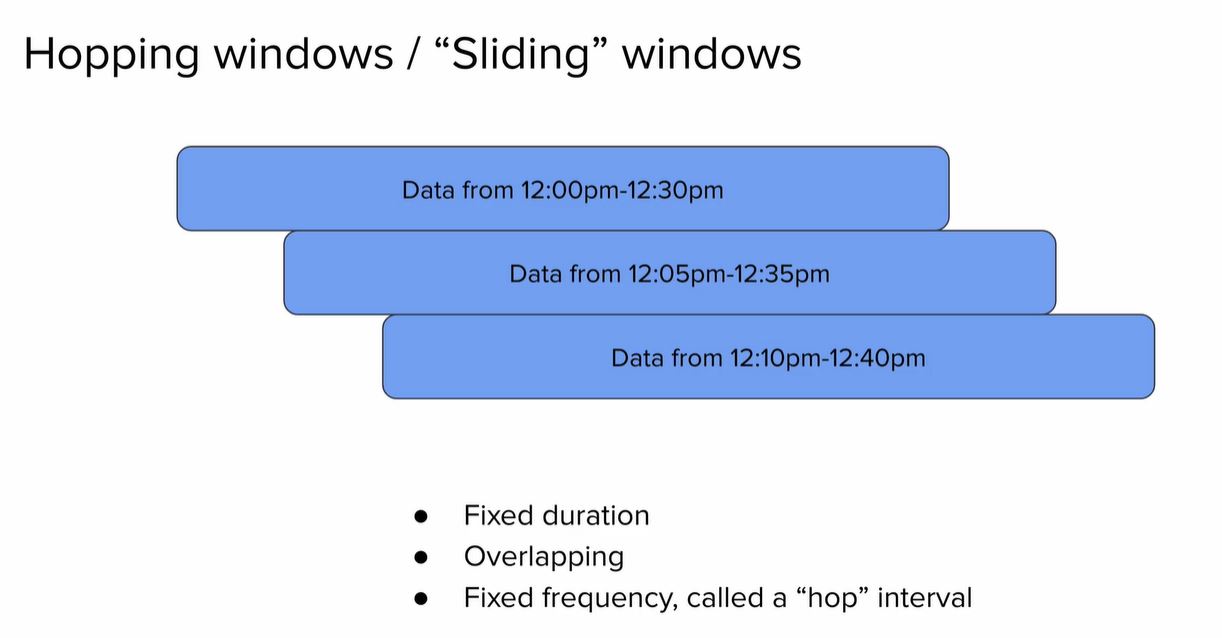 Hopping windows / “Sliding” windows
Data from 12:00pm-12:30pm
Data from 12:05pm-12:35pm
Data from 12:10pm-12:40pm
● Fixed duration
● Overlapping
● Fixed frequency, called a “hop” interval